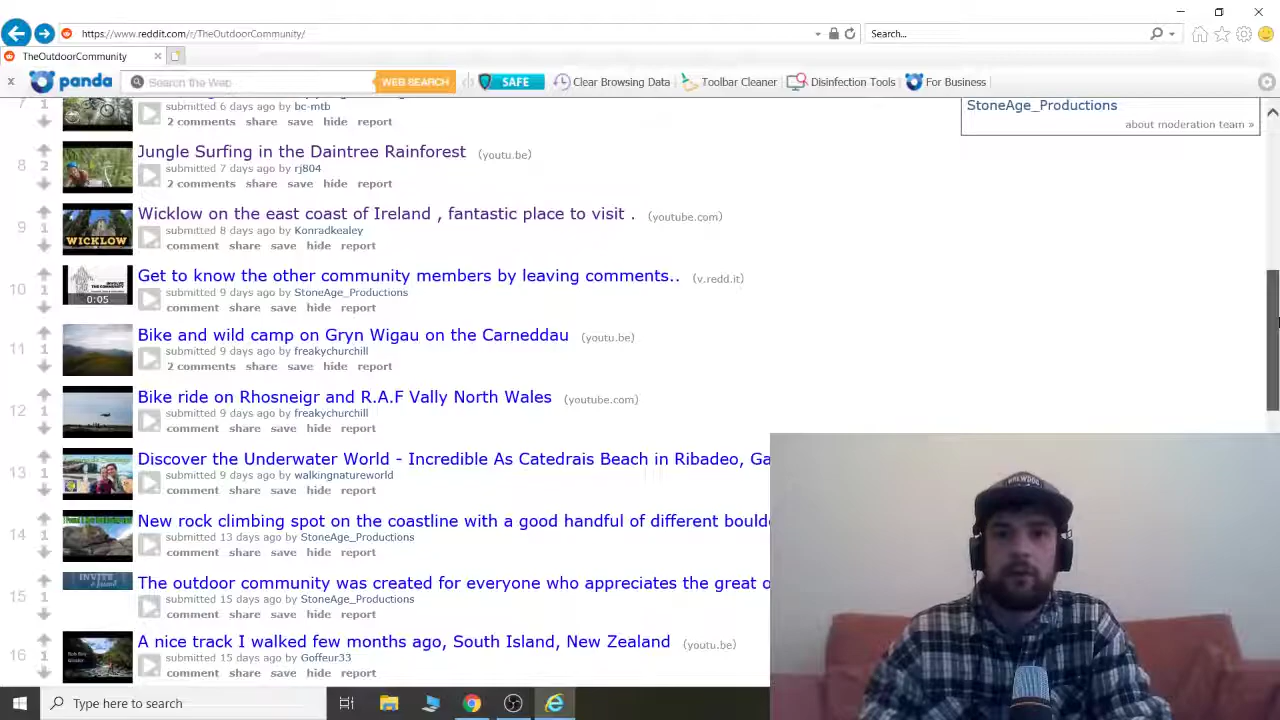 https://www.reddit.com/r/TheOutdoorCommunity/
Search...
TheOutdoorCommunity
x
panda
Search the Web
WEB SEARCH
SAFE
Clear Browsing Data
Toolbar Cleaner
Disinfection Tools
For Business
7
1
submitted 6 days ago by bc-mtb
2 comments share save hide report
StoneAge_Productions
about moderation team »
8
2
Jungle Surfing in the Daintree Rainforest (youtu.be)
submitted 7 days ago by rj804
2 comments share save hide report
9
1
WICKLOW
Wicklow on the east coast of Ireland , fantastic place to visit . (youtube.com)
submitted 8 days ago by Konradkealey
comment share save hide report
10
1
0:05
Get to know the other community members by leaving comments.. (v.redd.it)
submitted 9 days ago by StoneAge_Productions
comment share save hide report
11
1
Bike and wild camp on Gryn Wigau on the Carneddau (youtu.be)
submitted 9 days ago by freakychurchill
2 comments share save hide report
12
1
Bike ride on Rhosneigr and R.A.F Vally North Wales (youtube.com)
submitted 9 days ago by freakychurchill
comment share save hide report
13
1
Discover the Underwater World - Incredible As Catedrais Beach in Ribadeo, Ga
submitted 9 days ago by walkingnatureworld
comment share save hide report
14
1
New rock climbing spot on the coastline with a good handful of different bould
submitted 13 days ago by StoneAge_Productions
comment share save hide report
15
1
The outdoor community was created for everyone who appreciates the great o
submitted 15 days ago by StoneAge_Productions
comment share save hide report
16
1
A nice track I walked few months ago, South Island, New Zealand (youtu.be)
submitted 15 days ago by Goffeur33
comment share save hide report
Type here to search